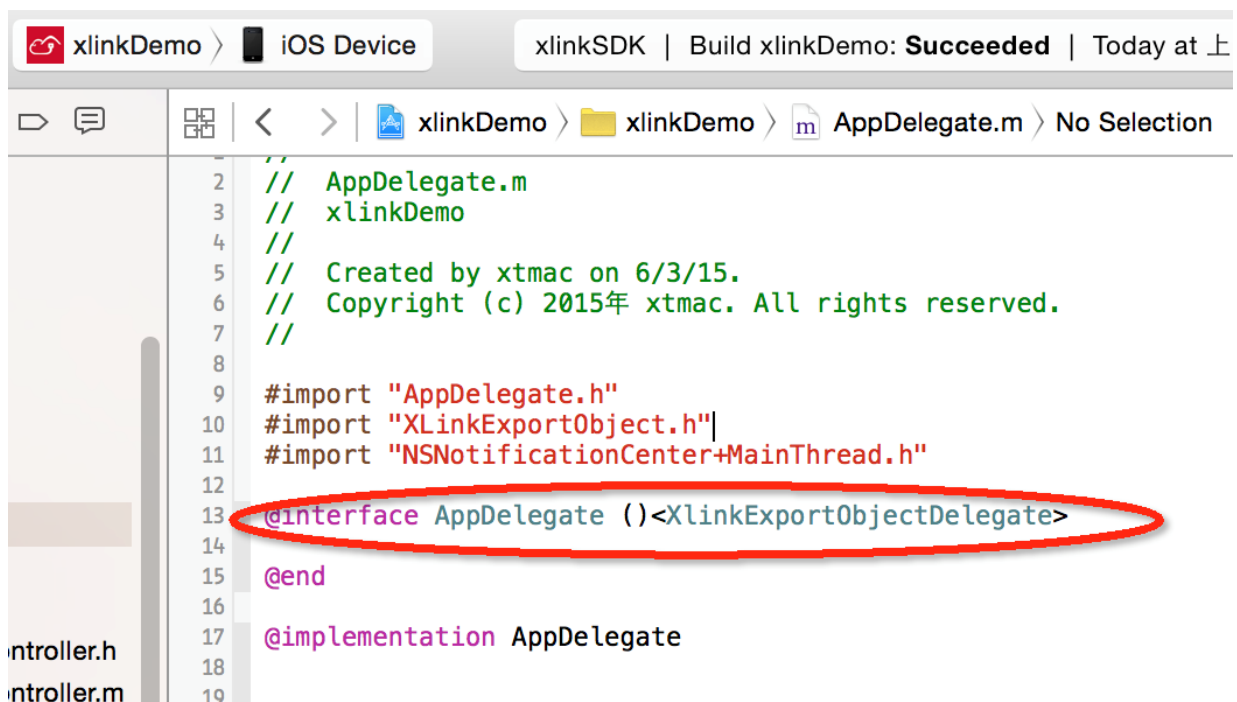 xlinkDemo 〉 iOS Device
xlinkSDK | Build xlinkDemo: Succeeded | Today at 上
xlinkDemo 〉 xlinkDemo 〉 m AppDelegate.m 〉 No Selection
2 // AppDelegate.m
3 // xlinkDemo
4 //
5 // Created by xtmac on 6/3/15.
6 // Copyright (c) 2015年 xtmac. All rights reserved.
7 //
8
9 #import "AppDelegate.h"
10 #import "XLinkExportObject.h"
11 #import "NSNotificationCenter+MainThread.h"
12
13 @interface AppDelegate ()<XlinkExportObjectDelegate>
14
15 @end
16
17 @implementation AppDelegate
18
19
ontroller.h
ontroller.m